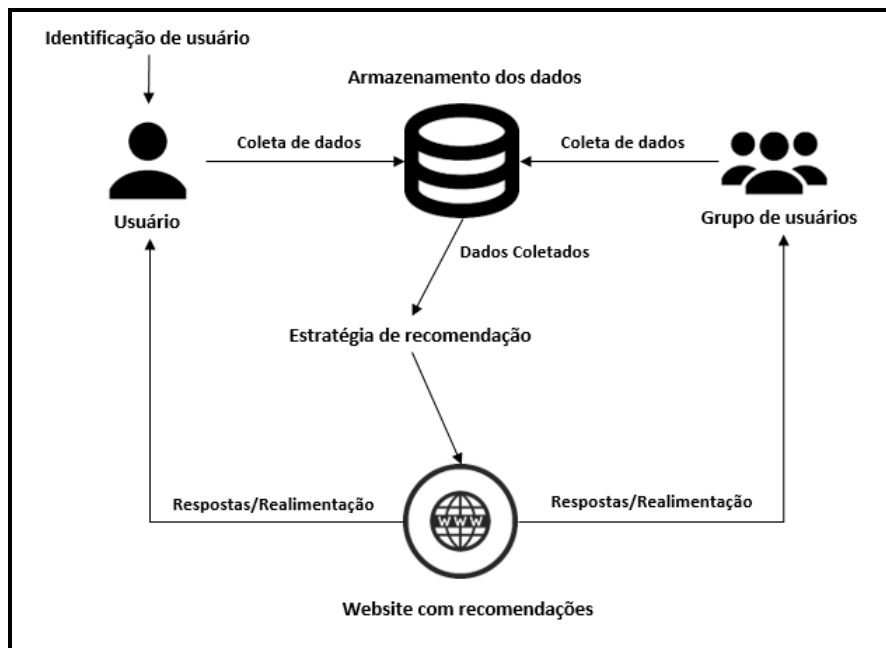 Identificação de usuário
Armazenamento dos dados
Coleta de dados
Coleta de dados
Usuário
Grupo de usuários
Dados Coletados
Estratégia de recomendação
Respostas/Realimentação
Respostas/Realimentação
WWW
Website com recomendações